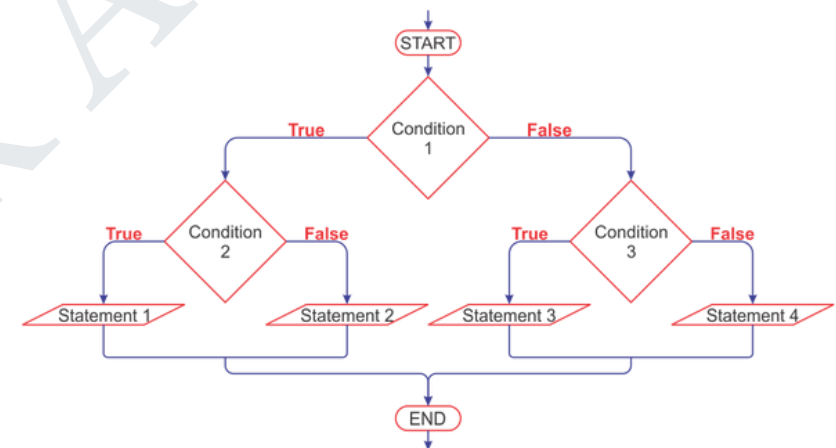 START
Condition
1
True
False
Condition
2
True
False
Condition
3
True
False
Statement 1
Statement 2
Statement 3
Statement 4
END